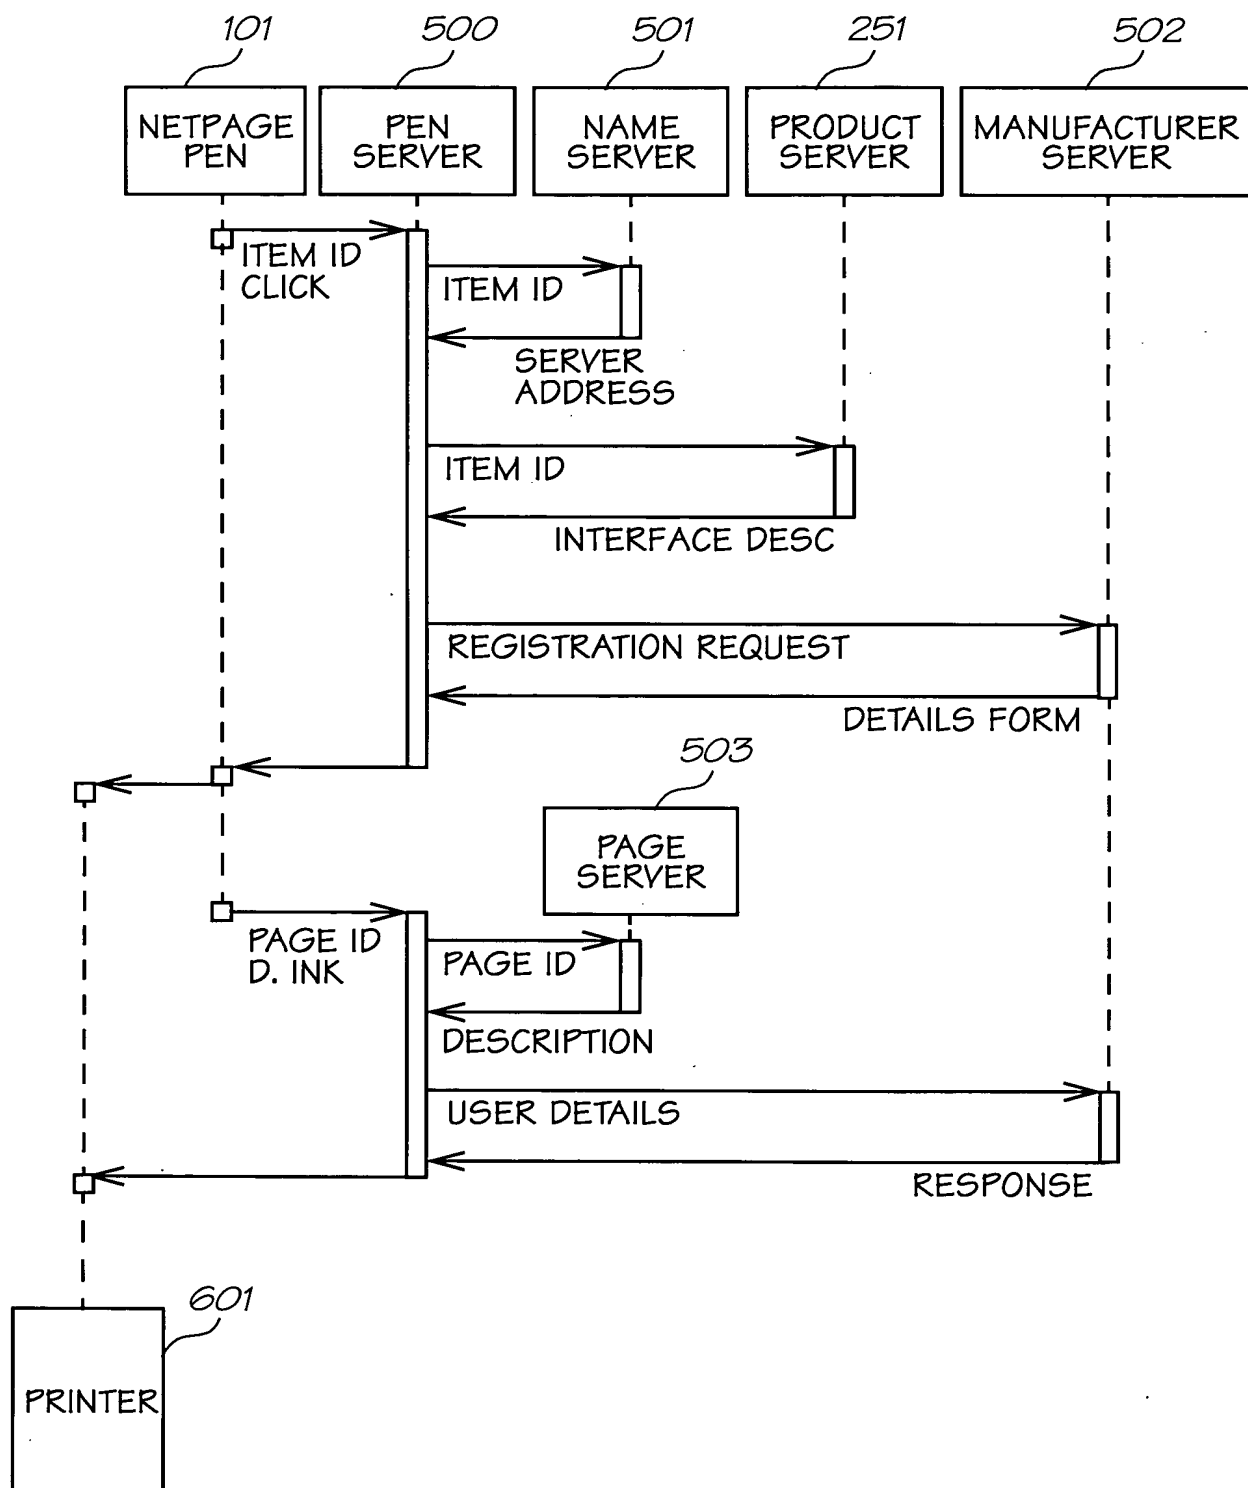 101
500
501
251
502
NETPAGE
PEN
PEN
SERVER
NAME
SERVER
PRODUCT
SERVER
MANUFACTURER
SERVER
ITEM ID
CLICK
ITEM ID
SERVER
ADDRESS
ITEM ID
INTERFACE DESC
REGISTRATION REQUEST
DETAILS FORM
503
PAGE
SERVER
PAGE ID
D. INK
PAGE ID
DESCRIPTION
USER DETAILS
RESPONSE
601
PRINTER